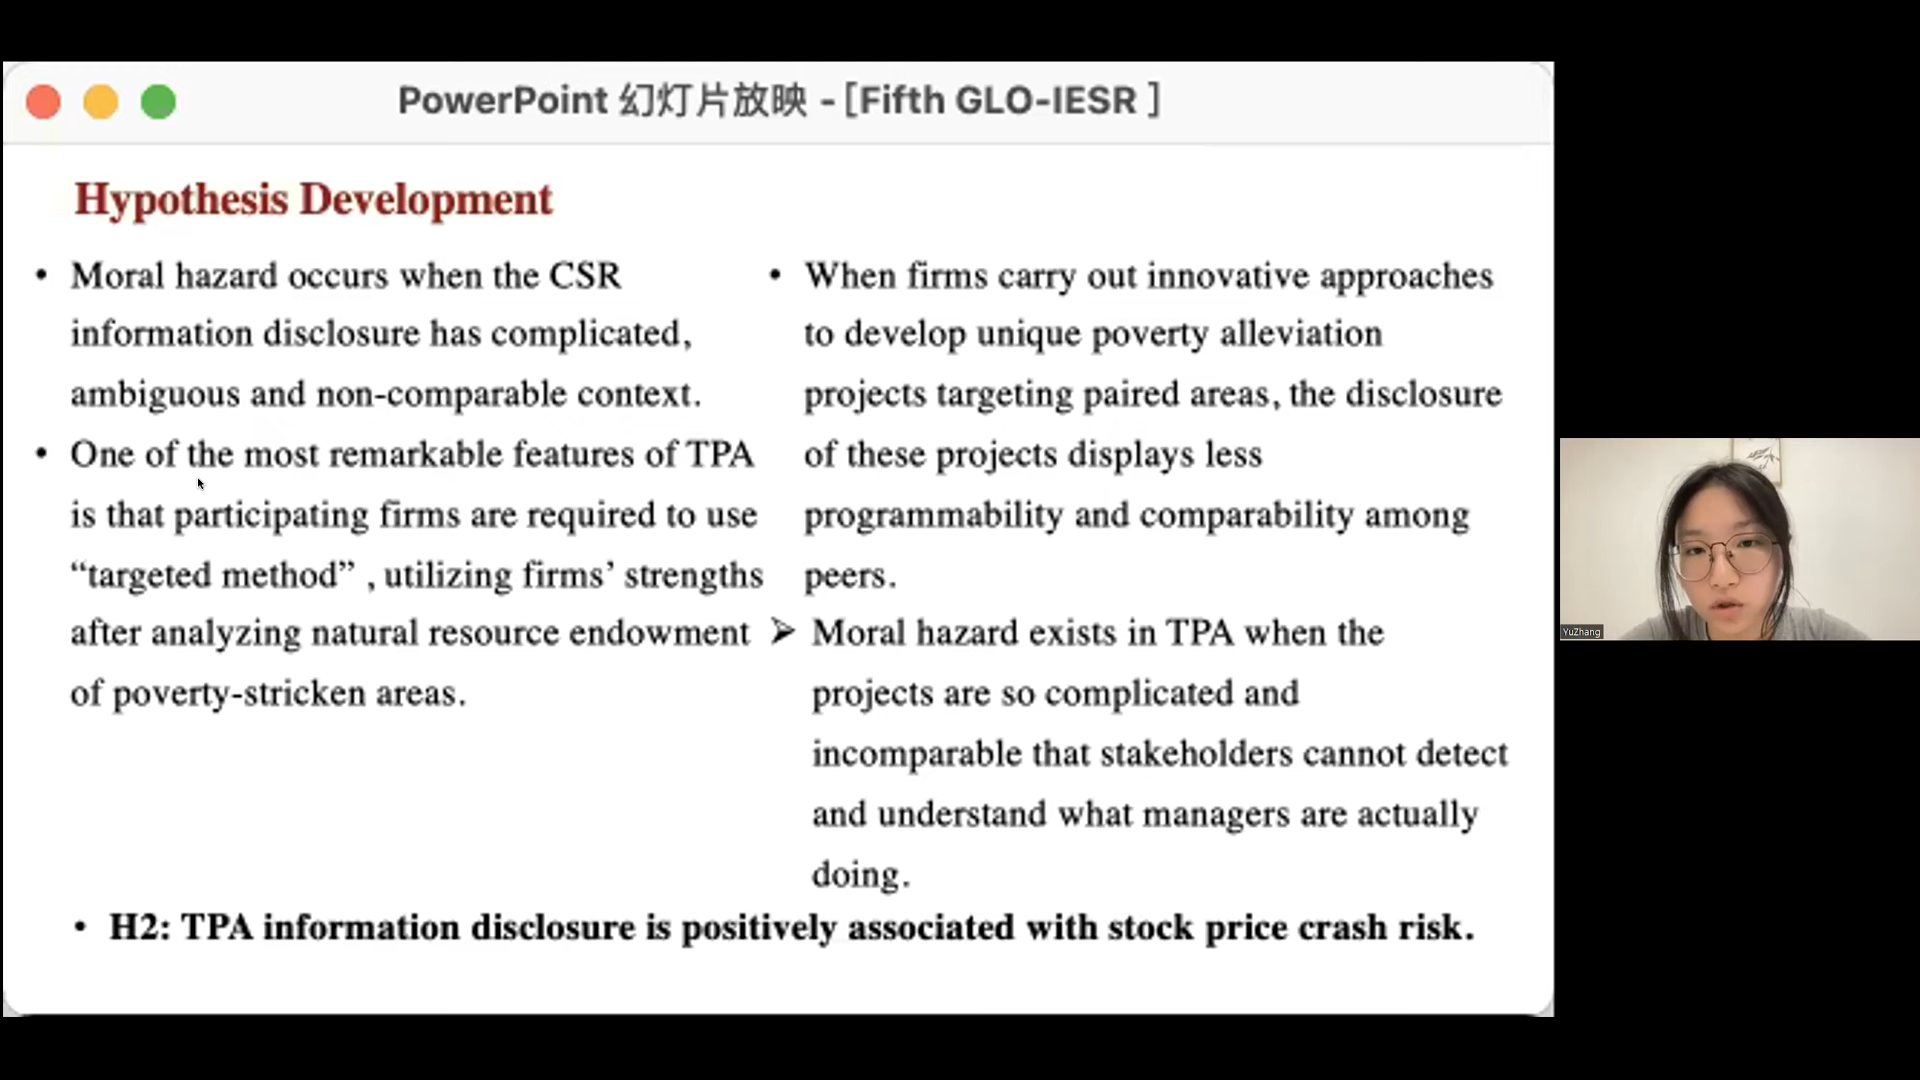 PowerPoint 幻灯片放映 - [Fifth GLO-IESR ]
Hypothesis Development
• Moral hazard occurs when the CSR
information disclosure has complicated,
ambiguous and non-comparable context.
• One of the most remarkable features of TPA
is that participating firms are required to use
“targeted method” , utilizing firms’ strengths
after analyzing natural resource endowment
of poverty-stricken areas.
• When firms carry out innovative approaches
to develop unique poverty alleviation
projects targeting paired areas, the disclosure
of these projects displays less
programmability and comparability among
peers.
➢ Moral hazard exists in TPA when the
projects are so complicated and
incomparable that stakeholders cannot detect
and understand what managers are actually
doing.
• H2: TPA information disclosure is positively associated with stock price crash risk.
YuZhang